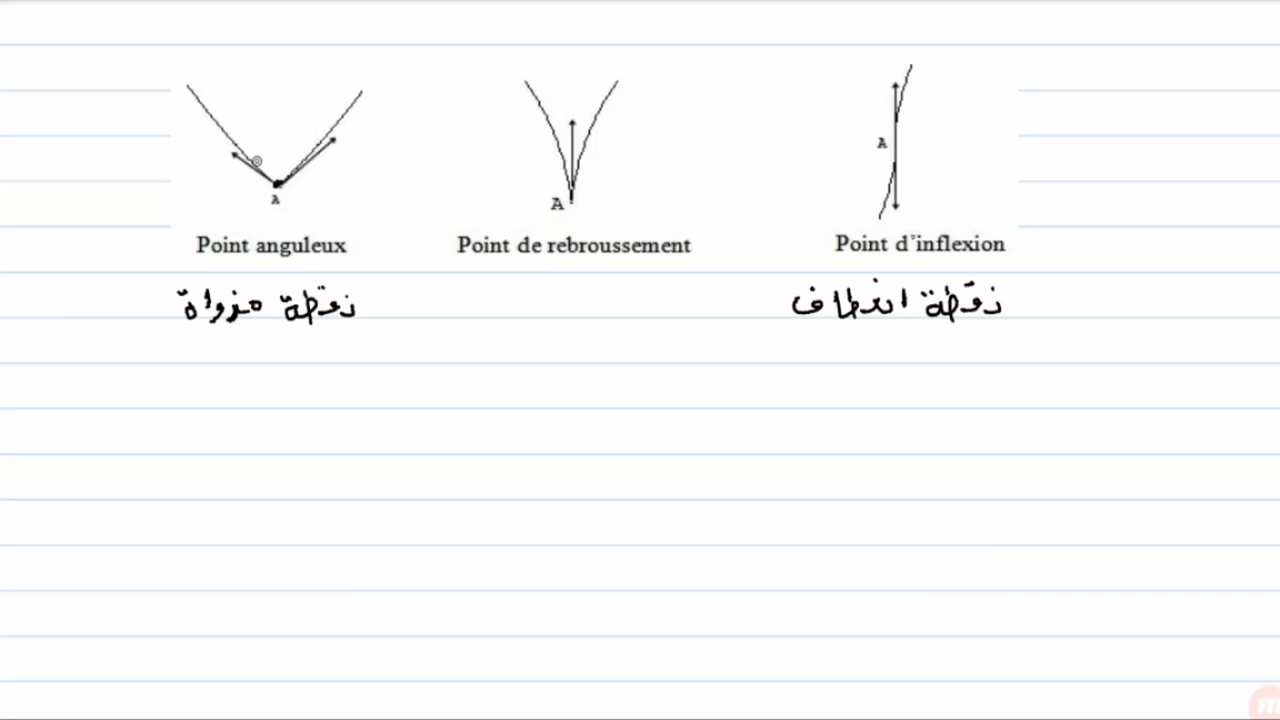 A
A
A
Point anguleux
Point de rebroussement
Point d'inflexion
نقطة مزواة
نقطة انعطاف